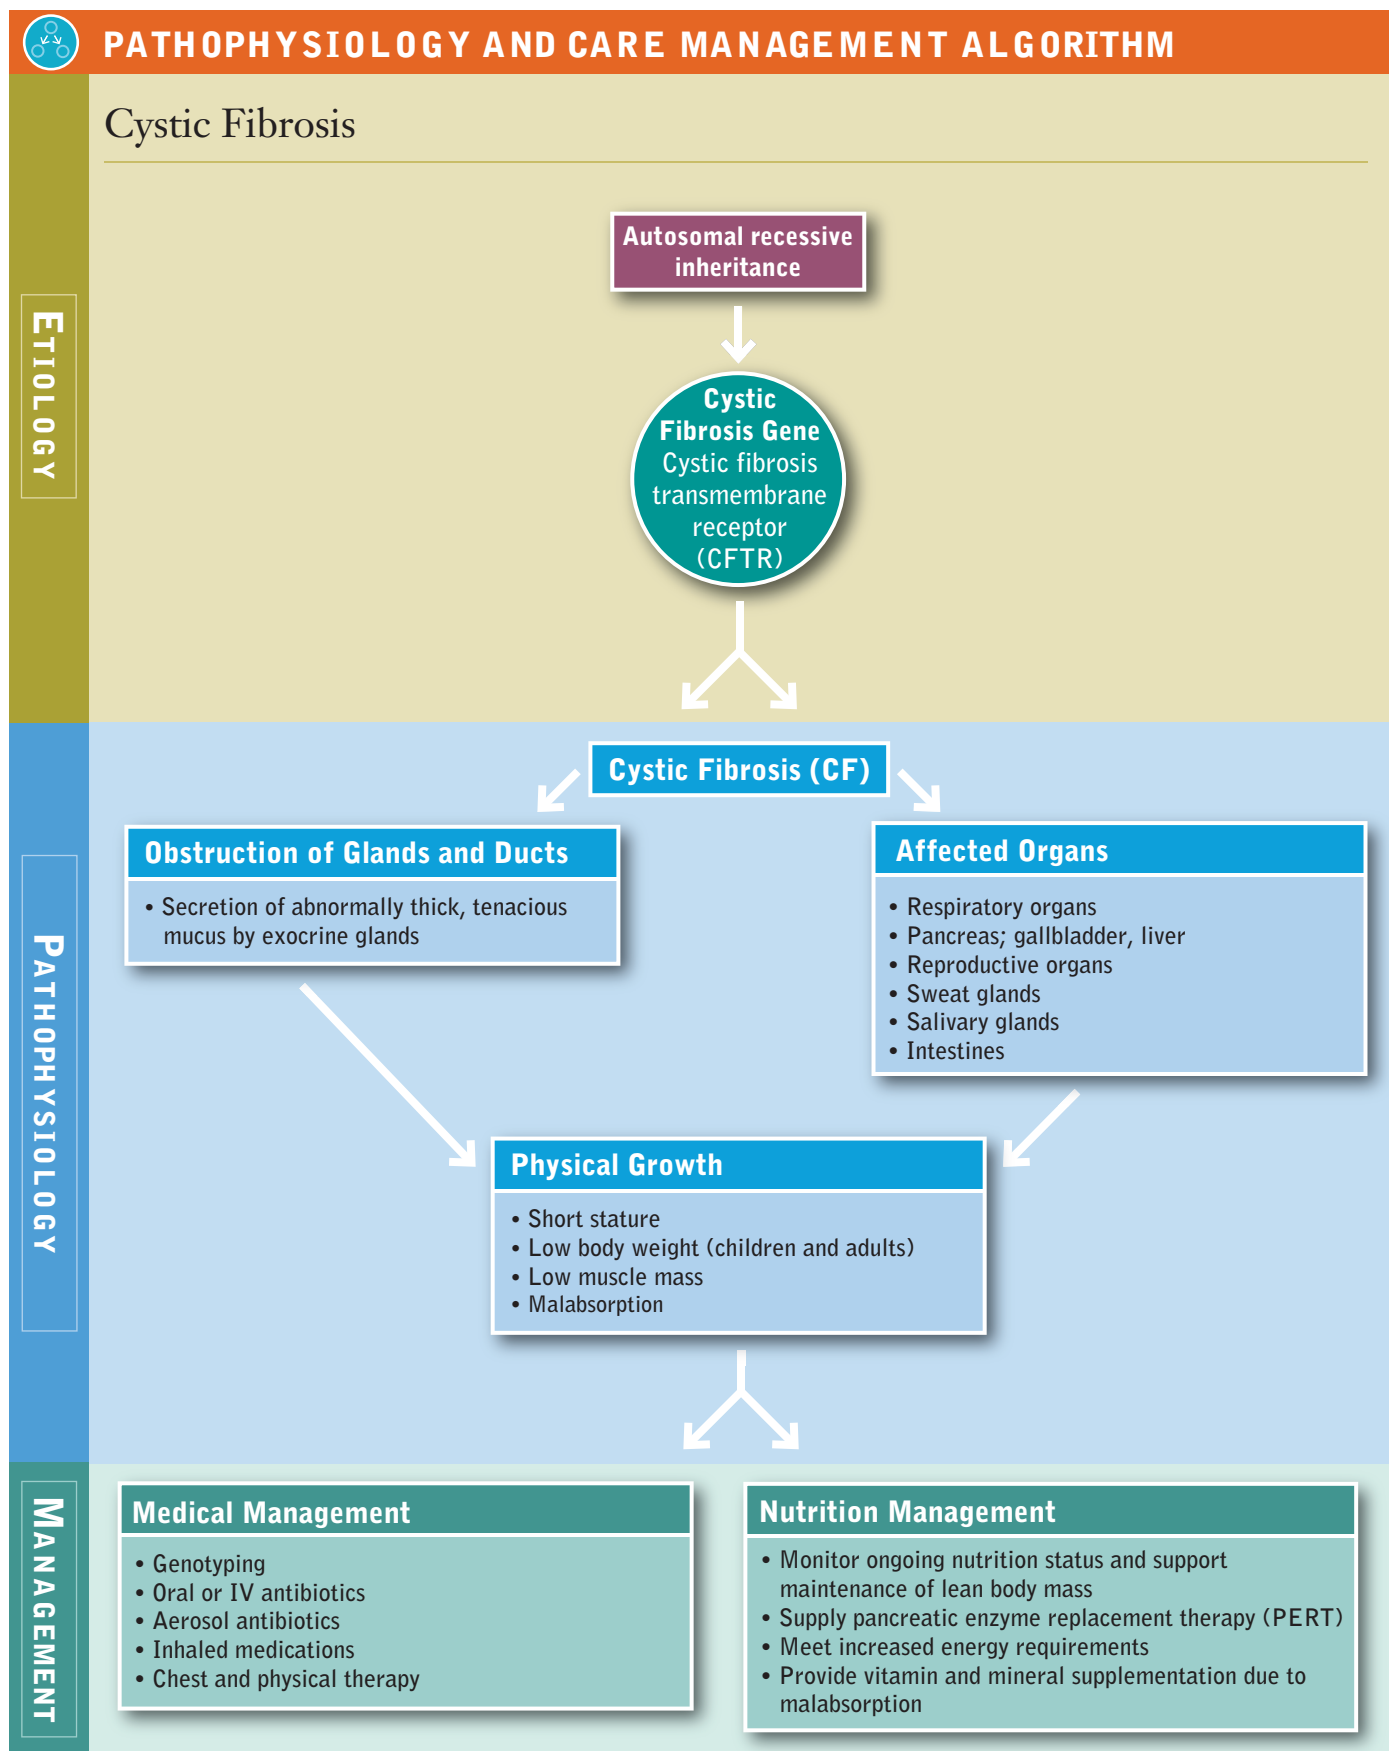 PATHOPHYSIOLOGY AND CARE MANAGEMENT ALGORITHM
Cystic Fibrosis
ETIOLOGY
Autosomal recessive
inheritance
Cystic
Fibrosis Gene
Cystic fibrosis
transmembrane
receptor
(CFTR)
PATHOPHYSIOLOGY
Cystic Fibrosis (CF)
Obstruction of Glands and Ducts
• Secretion of abnormally thick, tenacious
mucus by exocrine glands
Affected Organs
• Respiratory organs
• Pancreas; gallbladder, liver
• Reproductive organs
• Sweat glands
• Salivary glands
• Intestines
Physical Growth
• Short stature
• Low body weight (children and adults)
• Low muscle mass
• Malabsorption
MANAGEMENT
Medical Management
• Genotyping
• Oral or IV antibiotics
• Aerosol antibiotics
• Inhaled medications
• Chest and physical therapy
Nutrition Management
• Monitor ongoing nutrition status and support
maintenance of lean body mass
• Supply pancreatic enzyme replacement therapy (PERT)
• Meet increased energy requirements
• Provide vitamin and mineral supplementation due to
malabsorption